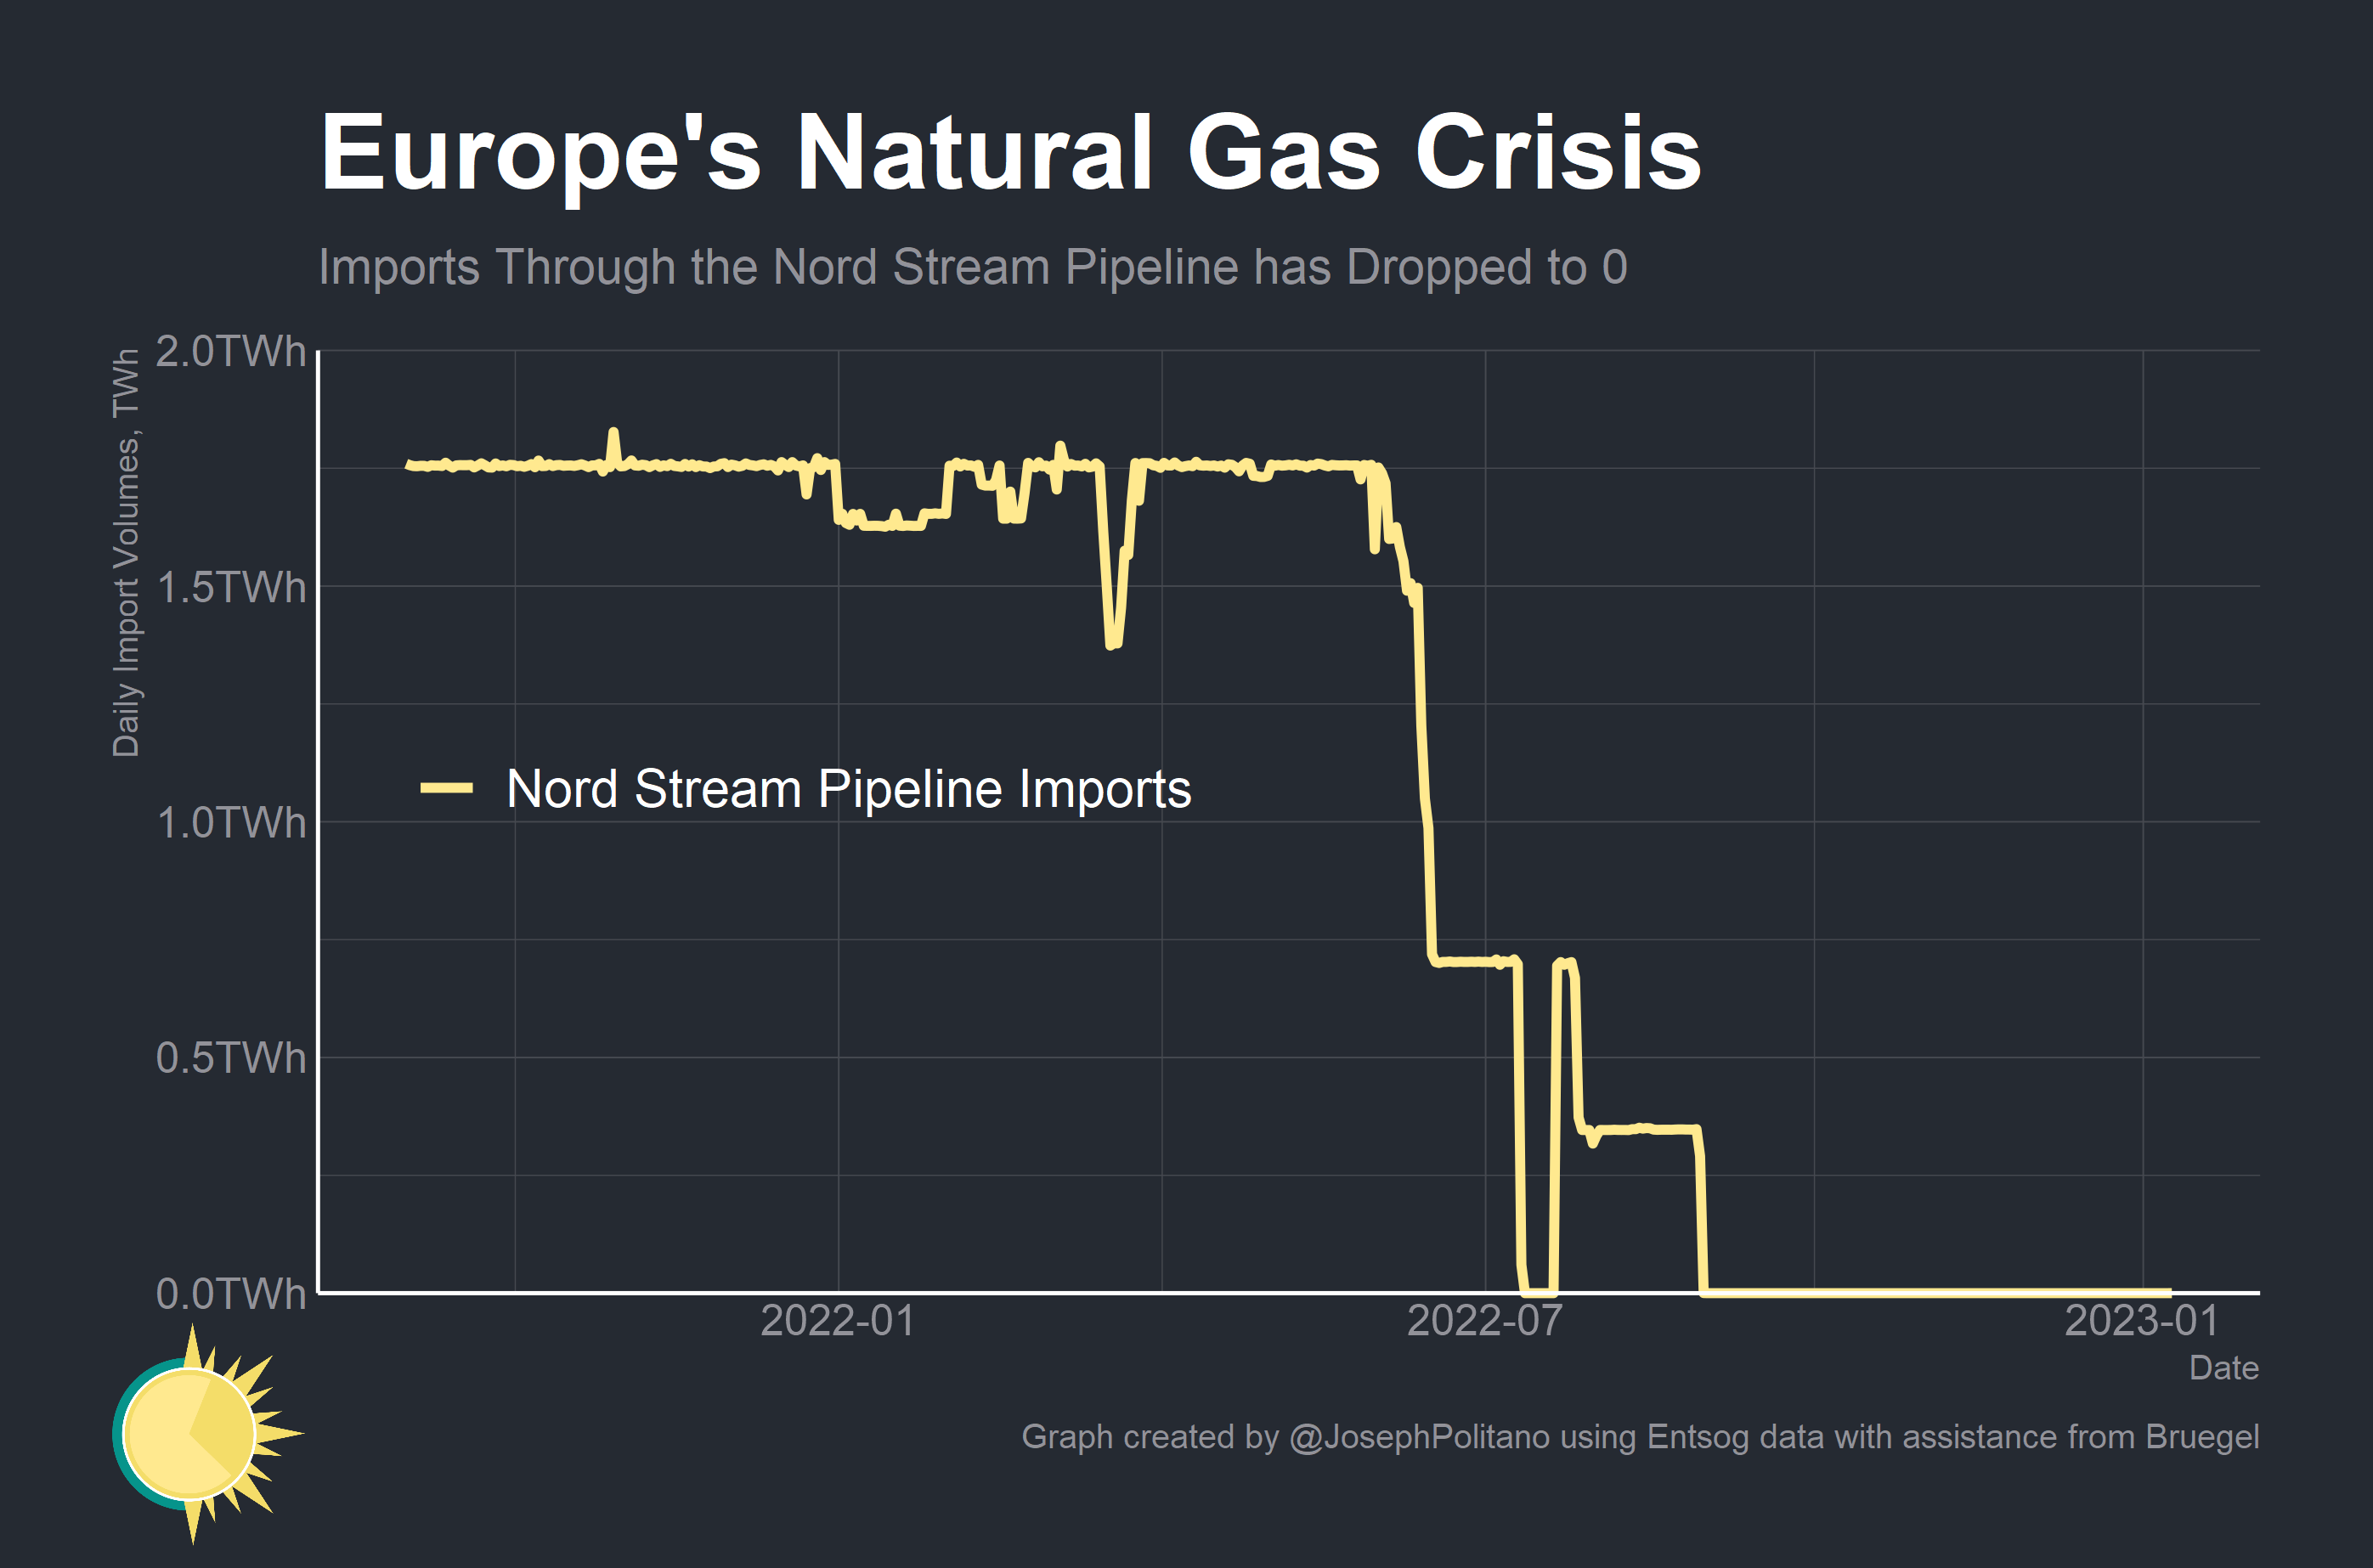 Europe's Natural Gas Crisis
Imports Through the Nord Stream Pipeline has Dropped to 0
Daily Import Volumes, TWh
2.0TWh
1.5TWh
1.0TWh
0.5TWh
0.0TWh
Nord Stream Pipeline Imports
2022-01
2022-07
2023-01
Date
Graph created by @JosephPolitano using Entsog data with assistance from Bruegel